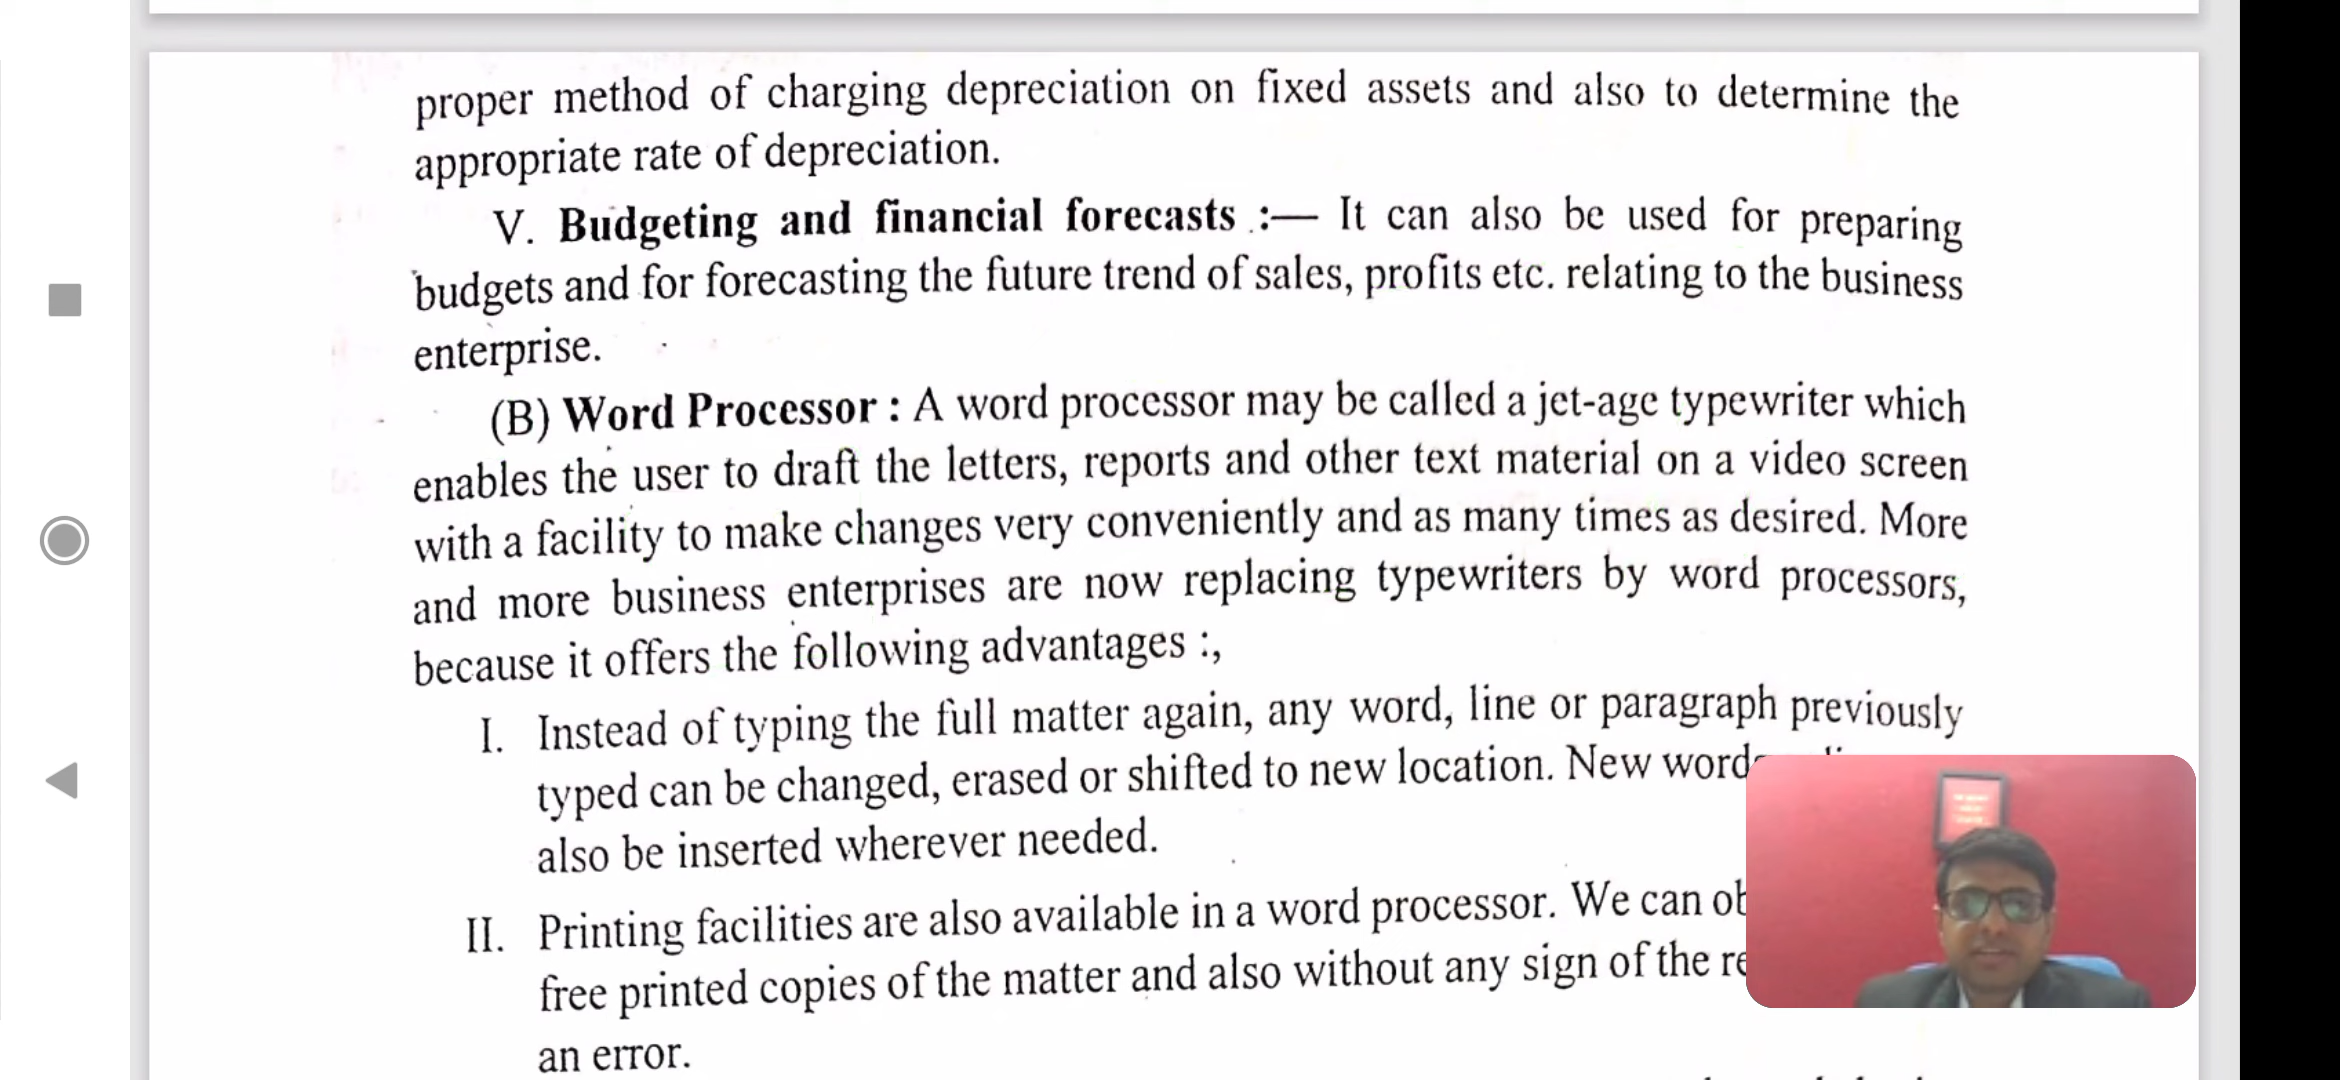 proper method of charging depreciation on fixed assets and also to determine the
appropriate rate of depreciation.
V. Budgeting and financial forecasts :— It can also be used for preparing
budgets and for forecasting the future trend of sales, profits etc. relating to the business
enterprise.
(B) Word Processor : A word processor may be called a jet-age typewriter which
enables the user to draft the letters, reports and other text material on a video screen
with a facility to make changes very conveniently and as many times as desired. More
and more business enterprises are now replacing typewriters by word processors,
because it offers the following advantages :,
I. Instead of typing the full matter again, any word, line or paragraph previously
typed can be changed, erased or shifted to new location. New
also be inserted wherever needed.
II. Printing facilities are also available in a word processor. We can
free printed copies of the matter and also without any sign of the
an error.